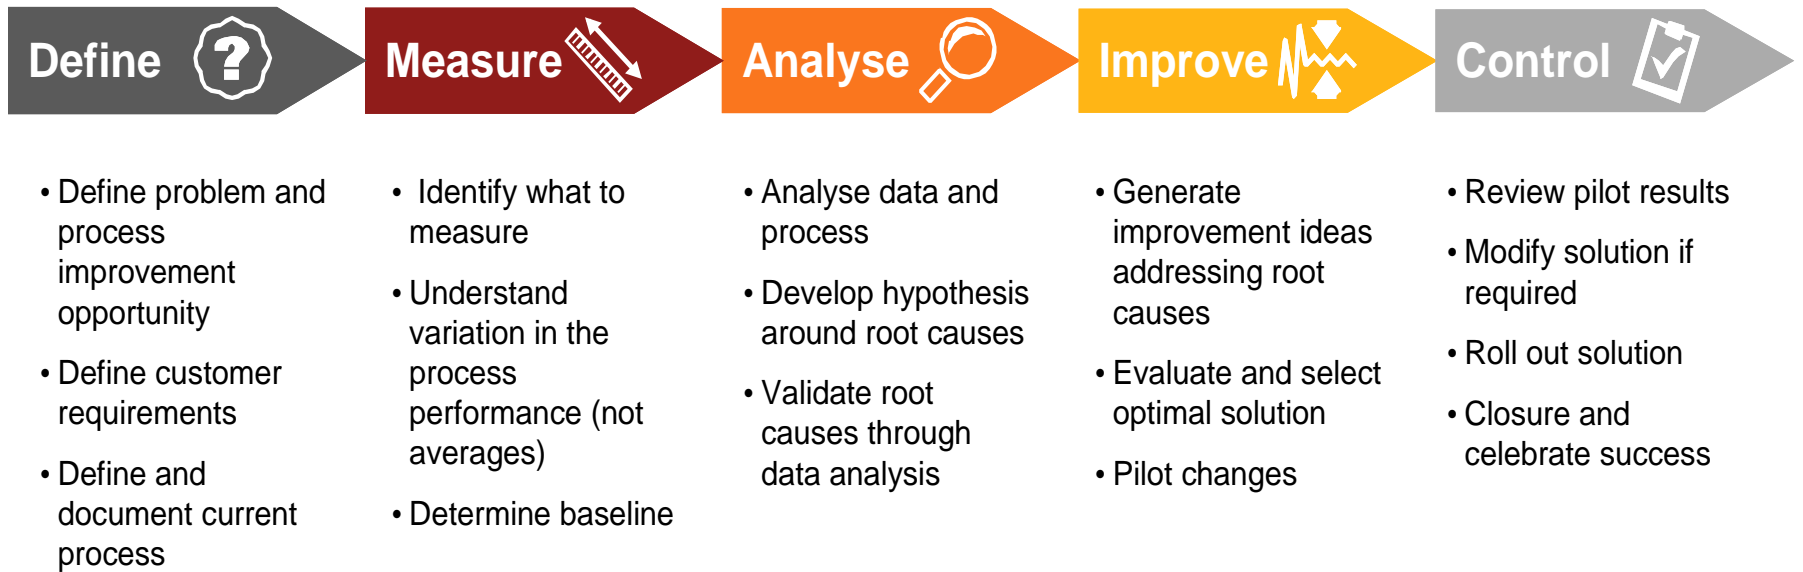 Define
Measure
Analyse
Improve
Control
• Define problem and
process
improvement
opportunity
• Define customer
requirements
• Define and
document current
process
• Identify what to
measure
• Understand
variation in the
process
performance (not
averages)
• Determine baseline
• Analyse data and
process
• Develop hypothesis
around root causes
• Validate root
causes through
data analysis
• Generate
improvement ideas
addressing root
causes
• Evaluate and select
optimal solution
• Pilot changes
• Review pilot results
• Modify solution if
required
• Roll out solution
• Closure and
celebrate success